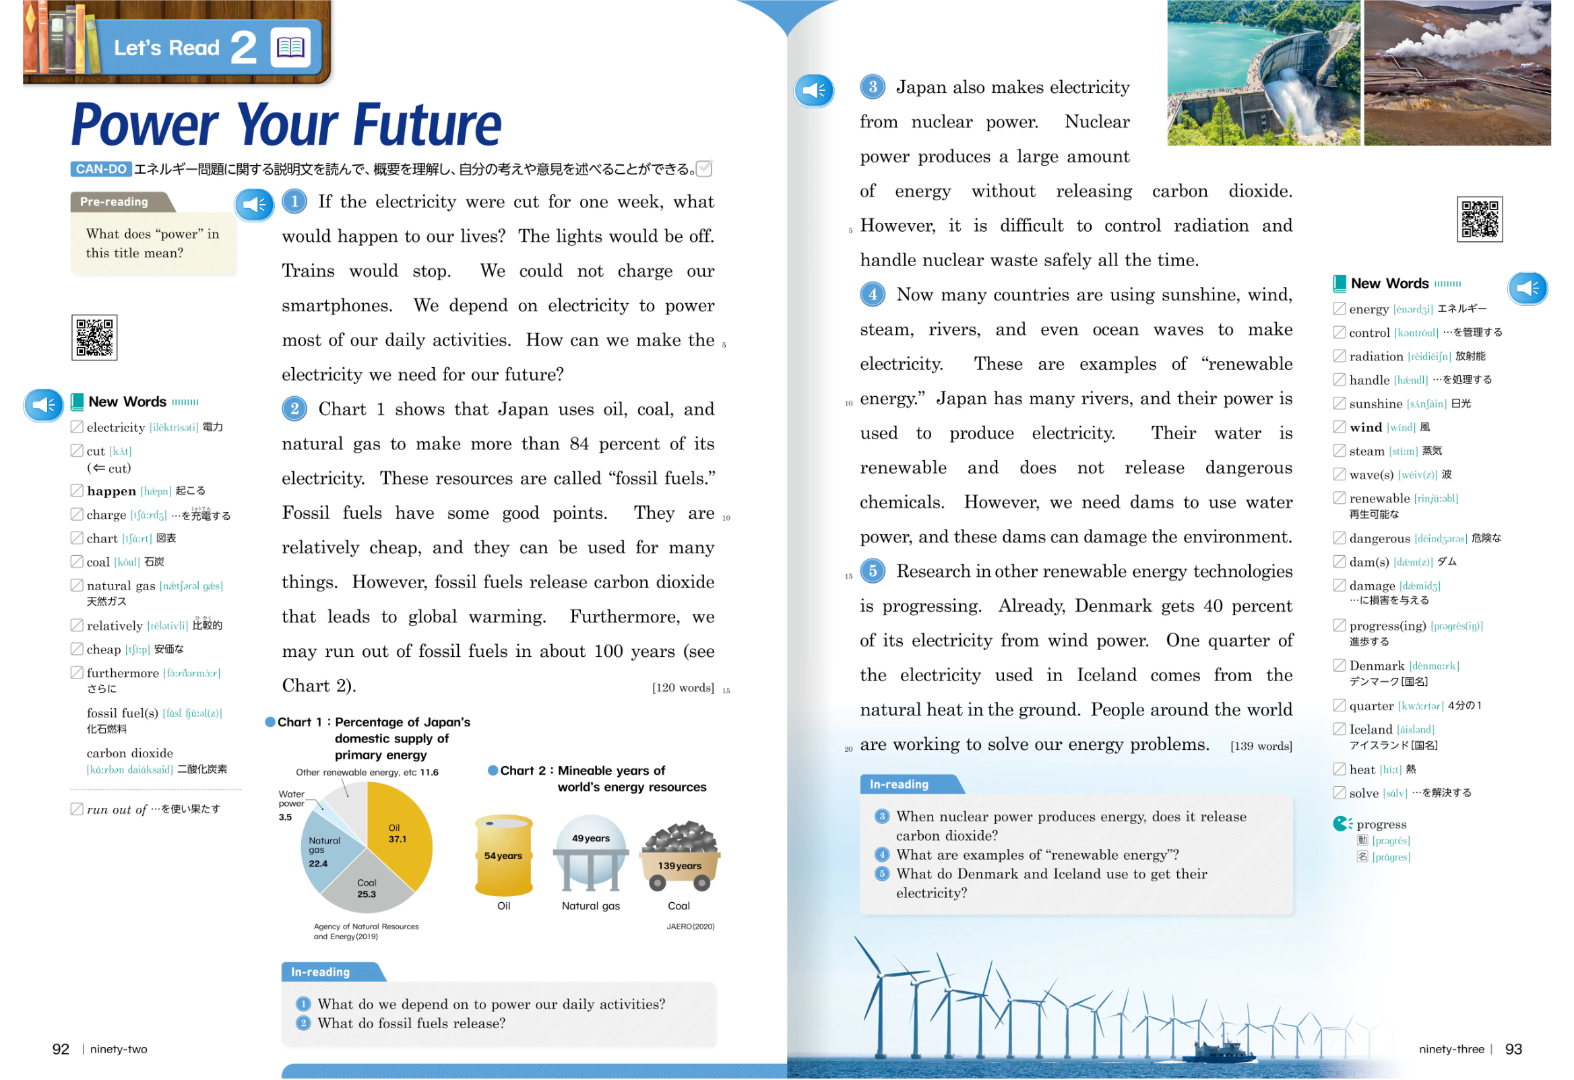 Let's Read 2
Power Your Future
CAN-DO エネルギー問題に関する説明文を読んで、概要を理解し、自分の考えや意見を述べることができる。
Pre-reading
What does “power” in
this title mean?
1 If the electricity were cut for one week, what
would happen to our lives? The lights would be off.
Trains would stop. We could not charge our
smartphones. We depend on electricity to power
most of our daily activities. How can we make the 5
electricity we need for our future?
2 Chart 1 shows that Japan uses oil, coal, and
natural gas to make more than 84 percent of its
electricity. These resources are called “fossil fuels.”
Fossil fuels have some good points. They are 10
relatively cheap, and they can be used for many
things. However, fossil fuels release carbon dioxide
that leads to global warming. Furthermore, we
may run out of fossil fuels in about 100 years (see
Chart 2). [120 words] 15
New Words
electricity [ilèktrísəti] 電力
cut [kʌ́t]
(⇐ cut)
happen [hǽpn] 起こる
charge [tʃɑ́ːrdʒ] …を充電する
chart [tʃɑ́ːrt] 図表
coal [kóul] 石炭
natural gas [nǽtʃərəl gǽs]
天然ガス
relatively [rélətivli] 比較的
cheap [tʃíːp] 安価な
furthermore [fə́ːrðərmɔ̀ːr]
さらに
fossil fuel(s) [fɑ́sl fjùːəl(z)]
化石燃料
carbon dioxide
[kɑ́ːrbən daiɑ́ksaid] 二酸化炭素
run out of …を使い果たす
Chart 1 : Percentage of Japan's
domestic supply of
primary energy
Other renewable energy, etc 11.6
Water
power
3.5
Natural
gas
22.4
Oil
37.1
Coal
25.3
Agency of Natural Resources
and Energy(2019)
Chart 2 : Mineable years of
world's energy resources
54years
49years
139years
Oil
Natural gas
Coal
JAERO(2020)
In-reading
1 What do we depend on to power our daily activities?
2 What do fossil fuels release?
92 | ninety-two
3 Japan also makes electricity
from nuclear power. Nuclear
power produces a large amount
of energy without releasing carbon dioxide.
5 However, it is difficult to control radiation and
handle nuclear waste safely all the time.
4 Now many countries are using sunshine, wind,
steam, rivers, and even ocean waves to make
electricity. These are examples of “renewable
10 energy.” Japan has many rivers, and their power is
used to produce electricity. Their water is
renewable and does not release dangerous
chemicals. However, we need dams to use water
power, and these dams can damage the environment.
15 5 Research in other renewable energy technologies
is progressing. Already, Denmark gets 40 percent
of its electricity from wind power. One quarter of
the electricity used in Iceland comes from the
natural heat in the ground. People around the world
20 are working to solve our energy problems. [139 words]
In-reading
3 When nuclear power produces energy, does it release
carbon dioxide?
4 What are examples of “renewable energy”?
5 What do Denmark and Iceland use to get their
electricity?
New Words
energy [énərdʒi] エネルギー
control [kəntróul] …を管理する
radiation [rèidiéiʃn] 放射能
handle [hǽndl] …を処理する
sunshine [sʌ́nʃàin] 日光
wind [wínd] 風
steam [stíːm] 蒸気
wave(s) [wéiv(z)] 波
renewable [rinjúːəbl]
再生可能な
dangerous [déindʒərəs] 危険な
dam(s) [dǽm(z)] ダム
damage [dǽmidʒ]
…に損害を与える
progress(ing) [prəgrés(iŋ)]
進歩する
Denmark [dénmɑːrk]
デンマーク[国名]
quarter [kwɔ́ːrtər] 4分の1
Iceland [áislənd]
アイスランド[国名]
heat [híːt] 熱
solve [sɑ́lv] …を解決する
progress
動 [prəgrés]
名 [prɑ́gres]
ninety-three | 93